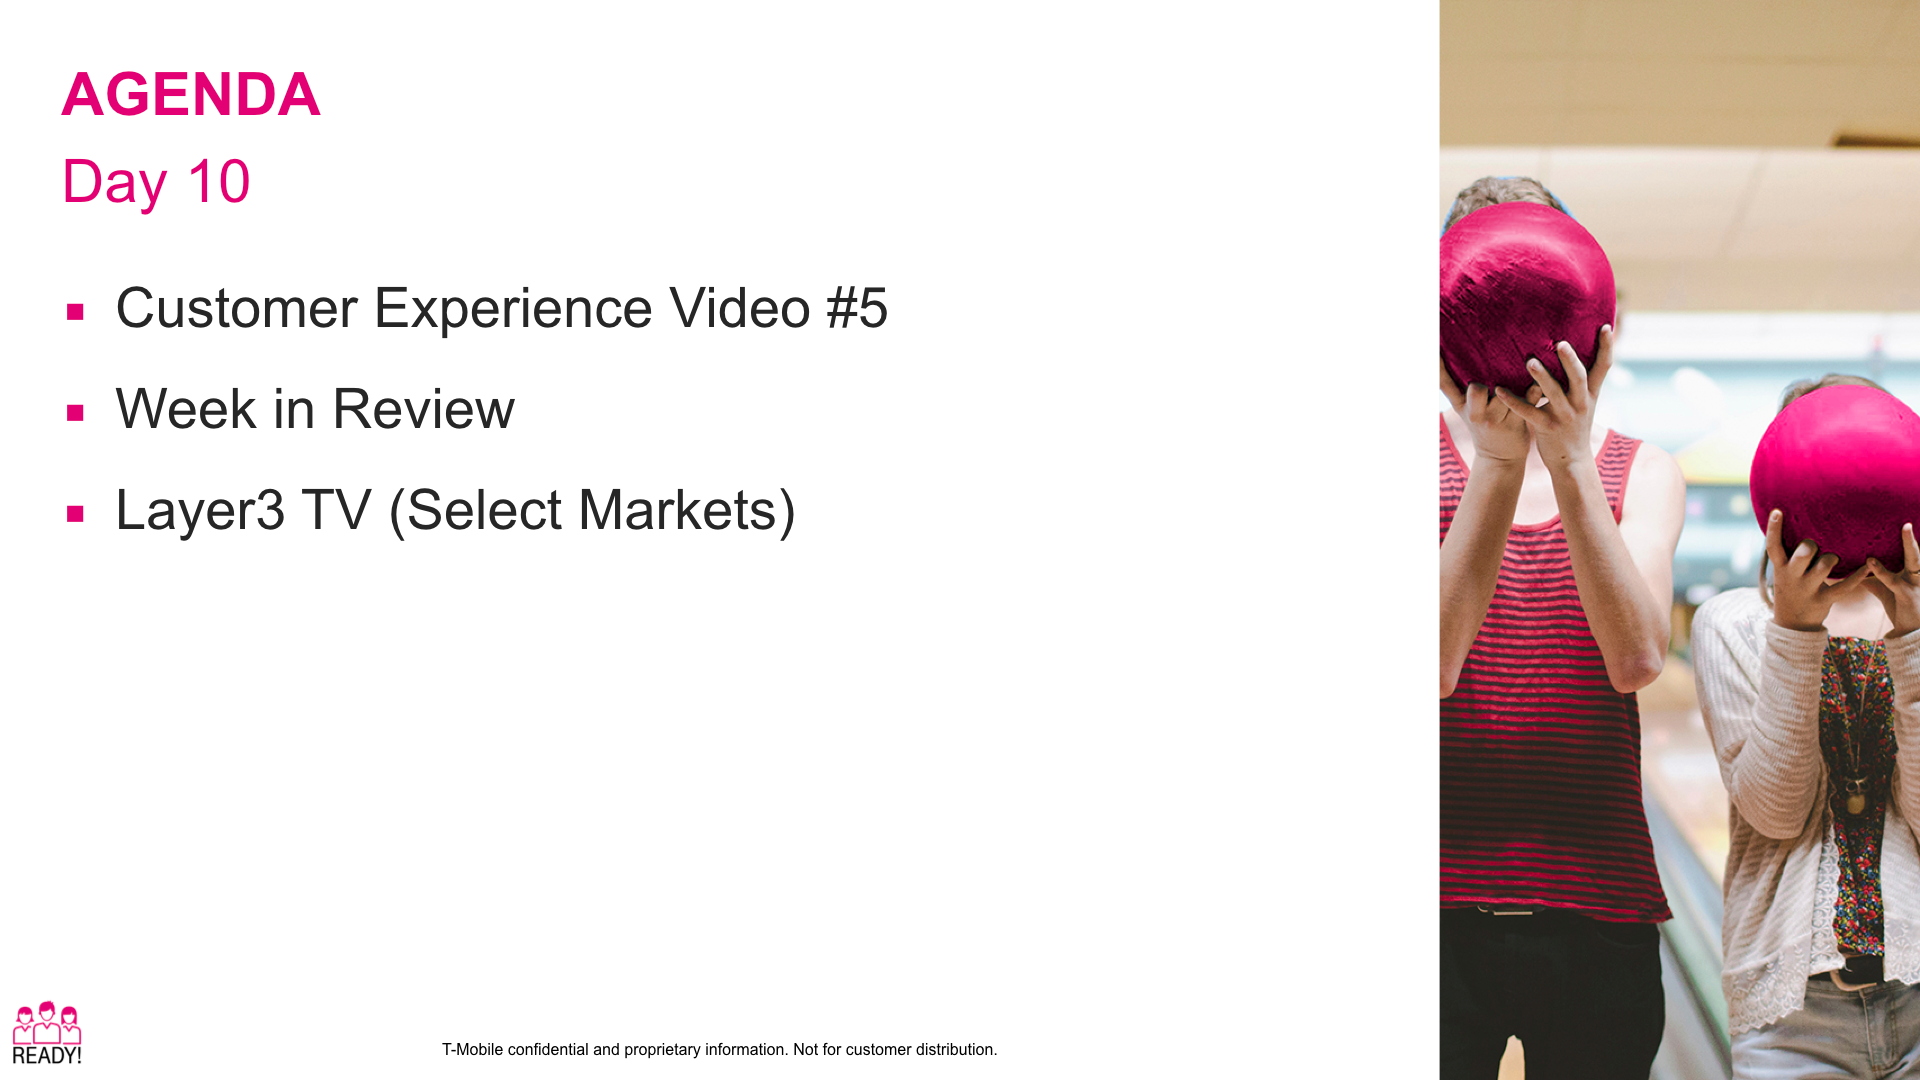 AGENDA
Day 10
Customer Experience Video #5
Week in Review
Layer3 TV (Select Markets)
READY!
T-Mobile confidential and proprietary information. Not for customer distribution.